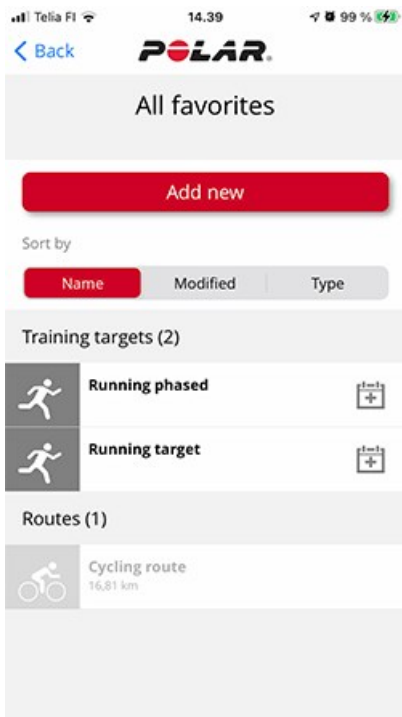 Telia FI 14.39 99 %
Back POLAR.
All favorites
Add new
Sort by
Name Modified Type
Training targets (2)
Running phased
Running target
Routes (1)
Cycling route
16,81 km